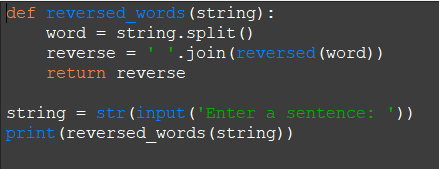 def reversed_words(string):
    word = string.split()
    reverse = ' '.join(reversed(word))
    return reverse

string = str(input('Enter a sentence: '))
print(reversed_words(string))